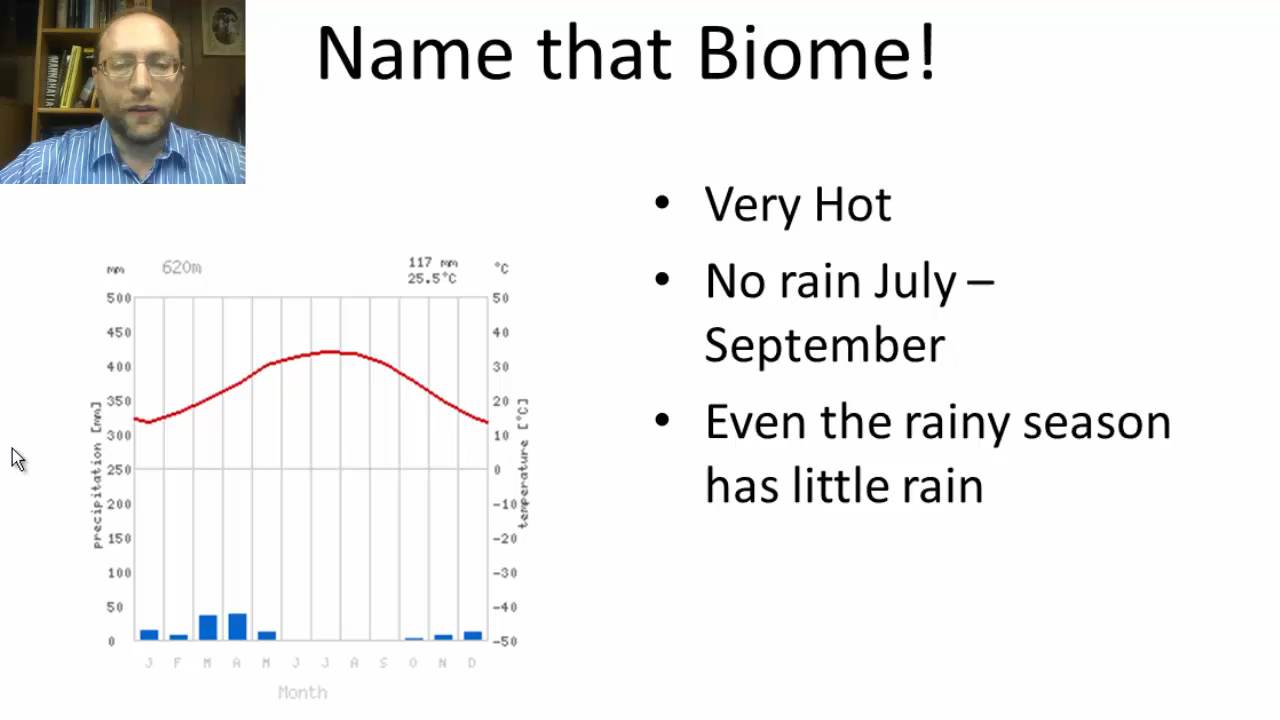 MANNAHATTA
Name that Biome!
• Very Hot
• No rain July –
September
• Even the rainy season
has little rain
mm 620m 117 mm °C
25.5°C
500 50
450 40
400 30
350 20
300 10
250 0
200 -10
150 -20
100 -30
50 -40
0 -50
precipitation [mm]
temperature [°C]
J F M A M J J A S O N D
Month